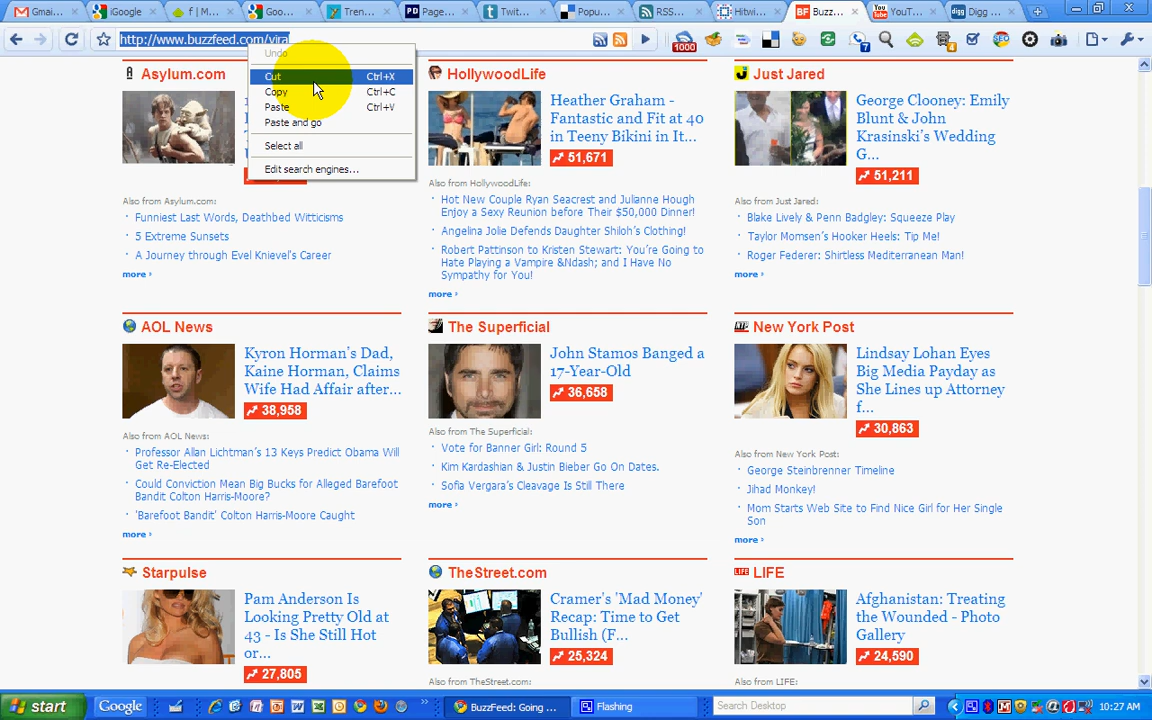 Gmai...
iGoogle
f | M...
Goo...
Tren...
Page...
Twit...
Popu...
RSS...
Hitwi...
Buzz...
YouT...
Digg ...
http://www.buzzfeed.com/viral
1000
7
4
SEO
Undo
Cut Ctrl+X
Copy Ctrl+C
Paste Ctrl+V
Paste and go
Select all
Edit search engines...
Asylum.com
Also from Asylum.com:
Funniest Last Words, Deathbed Witticisms
5 Extreme Sunsets
A Journey through Evel Knievel's Career
more ›
HollywoodLife
Heather Graham -
Fantastic and Fit at 40
in Teeny Bikini in It...
51,671
Also from HollywoodLife:
Hot New Couple Ryan Seacrest and Julianne Hough
Enjoy a Sexy Reunion before Their $50,000 Dinner!
Angelina Jolie Defends Daughter Shiloh's Clothing!
Robert Pattinson to Kristen Stewart: You're Going to
Hate Playing a Vampire &Ndash; and I Have No
Sympathy for You!
more ›
Just Jared
George Clooney: Emily
Blunt & John
Krasinski's Wedding
G...
51,211
Also from Just Jared:
Blake Lively & Penn Badgley: Squeeze Play
Taylor Momsen's Hooker Heels: Tip Me!
Roger Federer: Shirtless Mediterranean Man!
more ›
AOL News
Kyron Horman's Dad,
Kaine Horman, Claims
Wife Had Affair after...
38,958
Also from AOL News:
Professor Allan Lichtman's 13 Keys Predict Obama Will
Get Re-Elected
Could Conviction Mean Big Bucks for Alleged Barefoot
Bandit Colton Harris-Moore?
'Barefoot Bandit' Colton Harris-Moore Caught
more ›
The Superficial
John Stamos Banged a
17-Year-Old
36,658
Also from The Superficial:
Vote for Banner Girl: Round 5
Kim Kardashian & Justin Bieber Go On Dates.
Sofia Vergara's Cleavage Is Still There
more ›
New York Post
Lindsay Lohan Eyes
Big Media Payday as
She Lines up Attorney
f...
30,863
Also from New York Post:
George Steinbrenner Timeline
Jihad Monkey!
Mom Starts Web Site to Find Nice Girl for Her Single
Son
more ›
Starpulse
Pam Anderson Is
Looking Pretty Old at
43 - Is She Still Hot
or...
27,805
TheStreet.com
Cramer's 'Mad Money'
Recap: Time to Get
Bullish (F...
25,324
Also from TheStreet.com:
LIFE
Afghanistan: Treating
the Wounded - Photo
Gallery
24,590
Also from LIFE:
start
Google
BuzzFeed: Going ...
Flashing
Search Desktop
10:27 AM